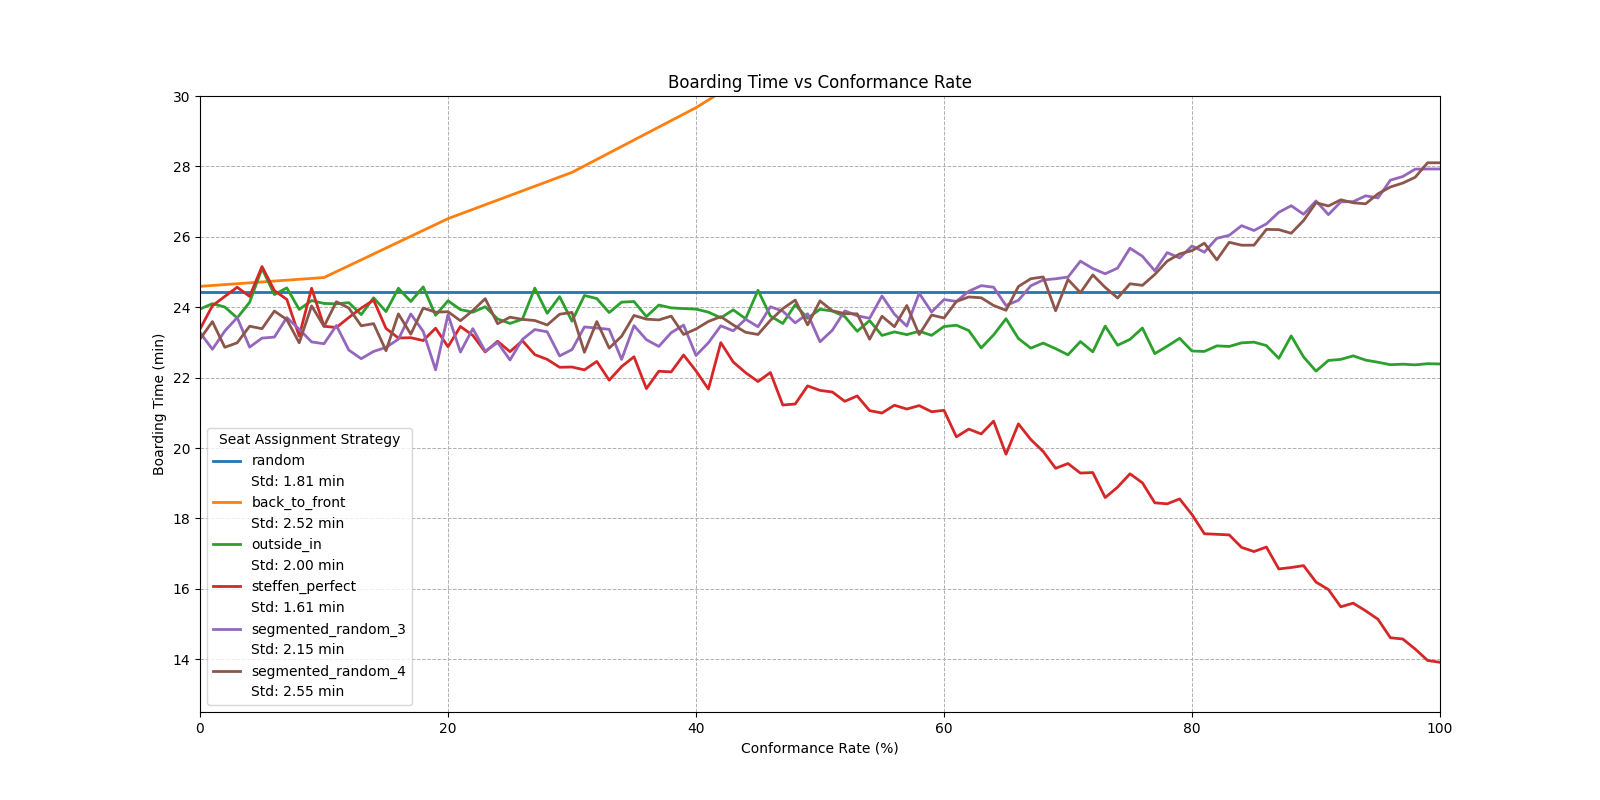 Boarding Time vs Conformance Rate
Boarding Time (min)
30
28
26
24
22
20
18
16
14
Seat Assignment Strategy
random
Std: 1.81 min
back_to_front
Std: 2.52 min
outside_in
Std: 2.00 min
steffen_perfect
Std: 1.61 min
segmented_random_3
Std: 2.15 min
segmented_random_4
Std: 2.55 min
0 20 40 60 80 100
Conformance Rate (%)